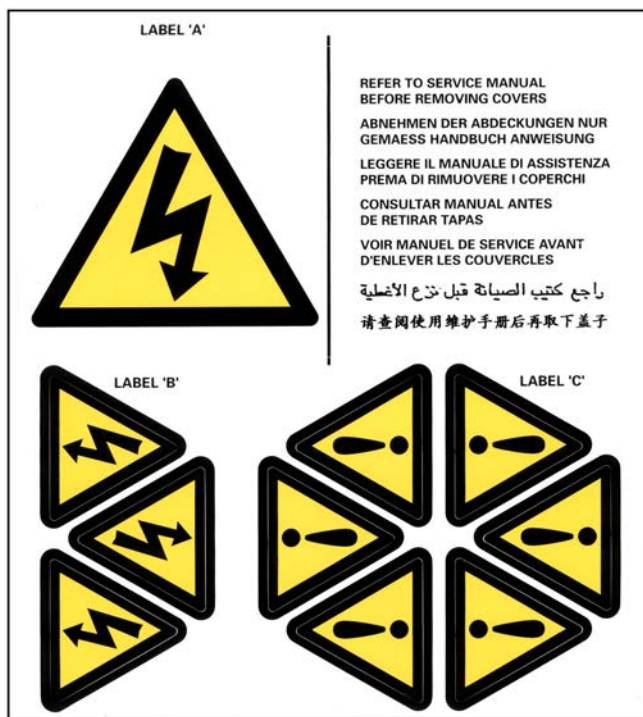 LABEL 'A'
REFER TO SERVICE MANUAL
BEFORE REMOVING COVERS
ABNEHMEN DER ABDECKUNGEN NUR
GEMAESS HANDBUCH ANWEISUNG
LEGGERE IL MANUALE DI ASSISTENZA
PREMA DI RIMUOVERE I COPERCHI
CONSULTAR MANUAL ANTES
DE RETIRAR TAPAS
VOIR MANUEL DE SERVICE AVANT
D'ENLEVER LES COUVERCLES
راجع كتيب الصيانة قبل نزع الأغطية
请查阅使用维护手册后再取下盖子
LABEL 'B'
LABEL 'C'